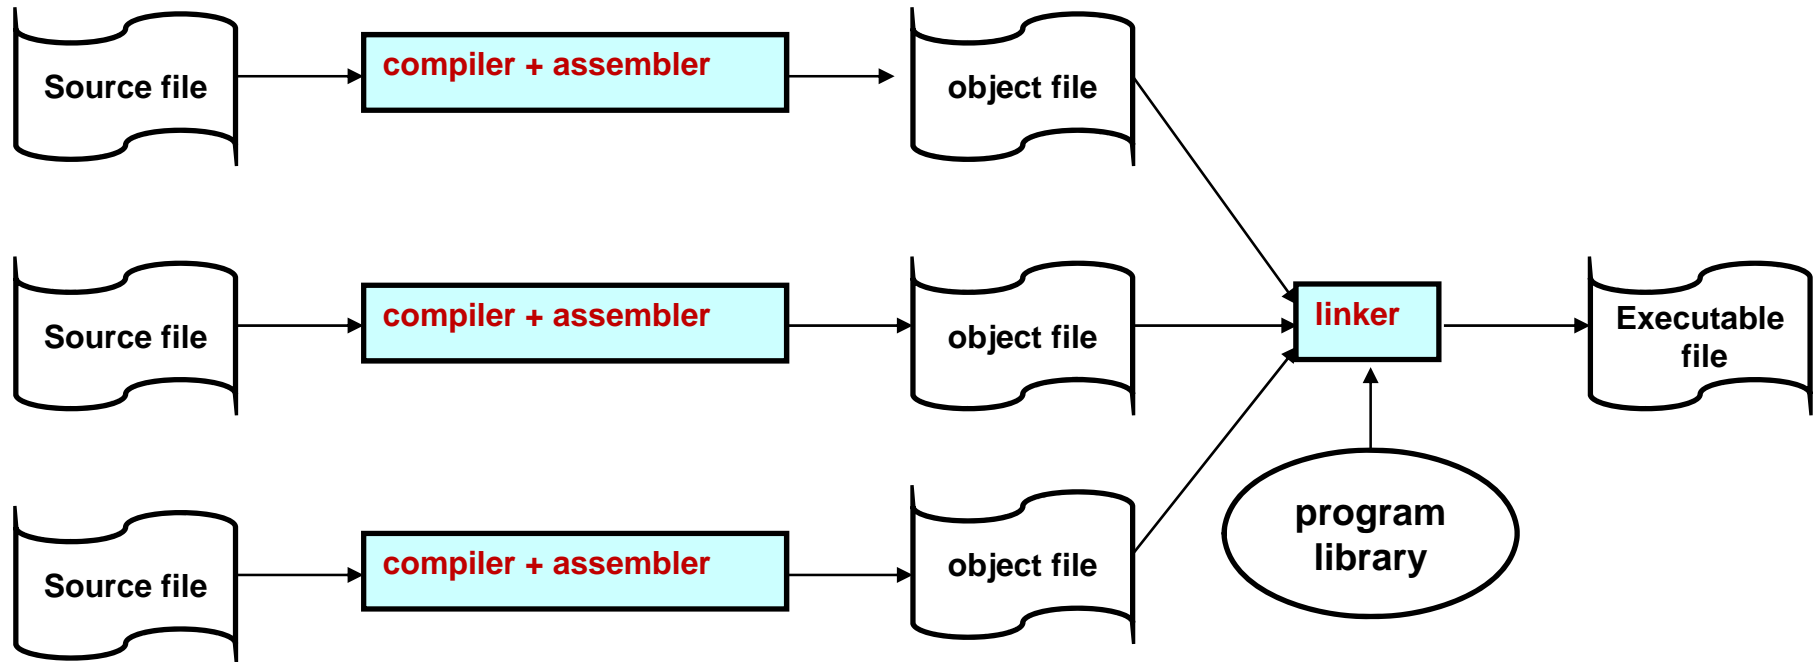 Source file
compiler + assembler
object file
Source file
compiler + assembler
object file
linker
Executable
file
Source file
compiler + assembler
object file
program
library